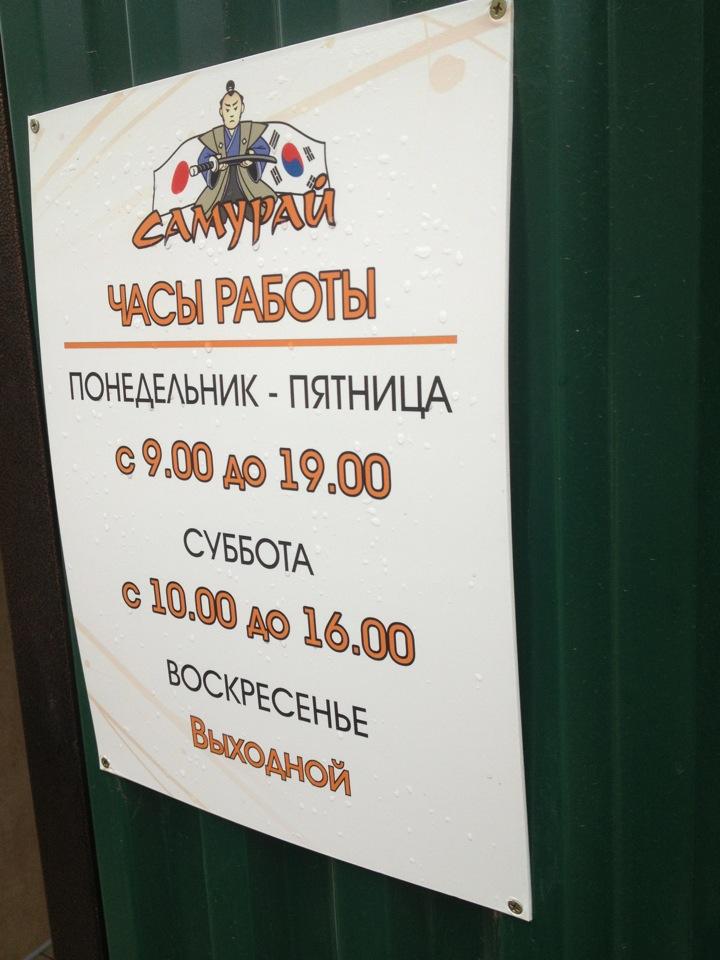 САМУРАЙ
ЧАСЫ РАБОТЫ
ПОНЕДЕЛЬНИК - ПЯТНИЦА
с 9.00 до 19.00
СУББОТА
с 10.00 до 16.00
ВОСКРЕСЕНЬЕ
Выходной